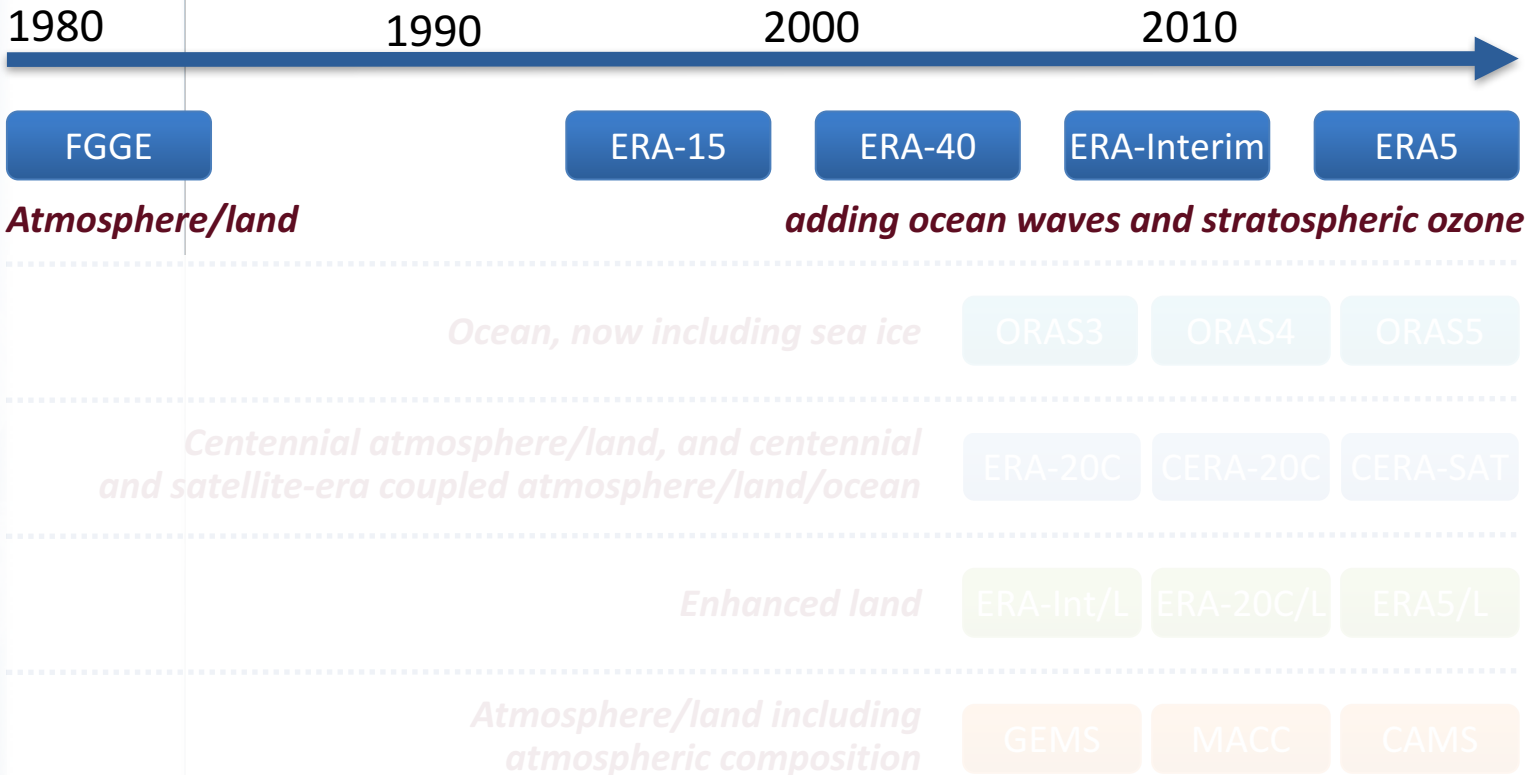 1980 1990 2000 2010
FGGE ERA-15 ERA-40 ERA-Interim ERA5
Atmosphere/land adding ocean waves and stratospheric ozone
Ocean, now including sea ice ORAS3 ORAS4 ORAS5
Centennial atmosphere/land, and centennial
and satellite-era coupled atmosphere/land/ocean ERA-20C CERA-20C CERA-SAT
Enhanced land ERA-Int/L ERA-20C/L ERA5/L
Atmosphere/land including
atmospheric composition GEMS MACC CAMS